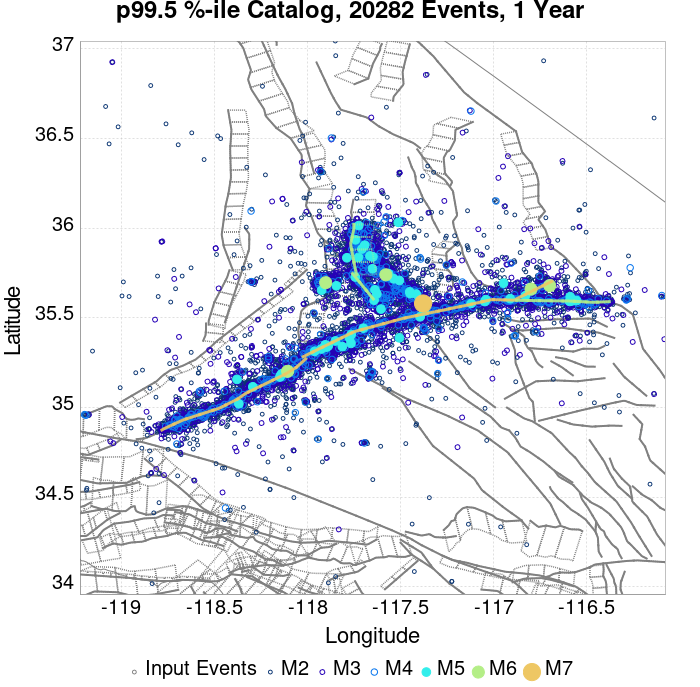 p99.5 %-ile Catalog, 20282 Events, 1 Year
37
36.5
36
35.5
35
34.5
34
Latitude
-119 -118.5 -118 -117.5 -117 -116.5
Longitude
Input Events M2 M3 M4 M5 M6 M7